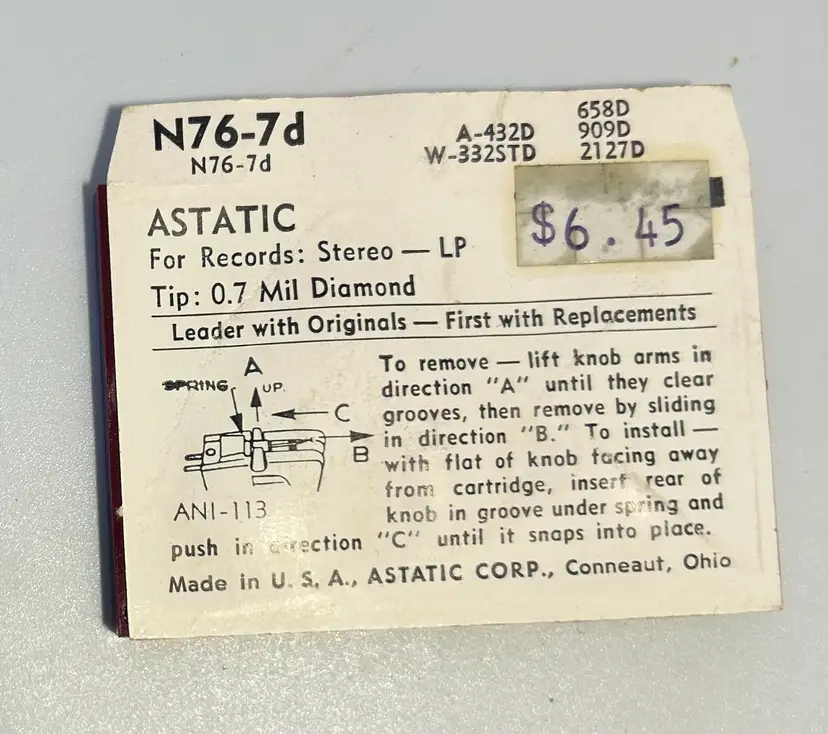 N76-7d
N76-7d
658D
A-432D 909D
W-332STD 2127D
$6.45
ASTATIC
For Records: Stereo — LP
Tip: 0.7 Mil Diamond
Leader with Originals — First with Replacements
A
SPRING
UP
C
B
ANI-113
To remove — lift knob arms in
direction "A" until they clear
grooves, then remove by sliding
in direction "B." To install —
with flat of knob facing away
from cartridge, insert rear of
knob in groove under spring and
push in direction "C" until it snaps into place.
Made in U. S. A., ASTATIC CORP., Conneaut, Ohio